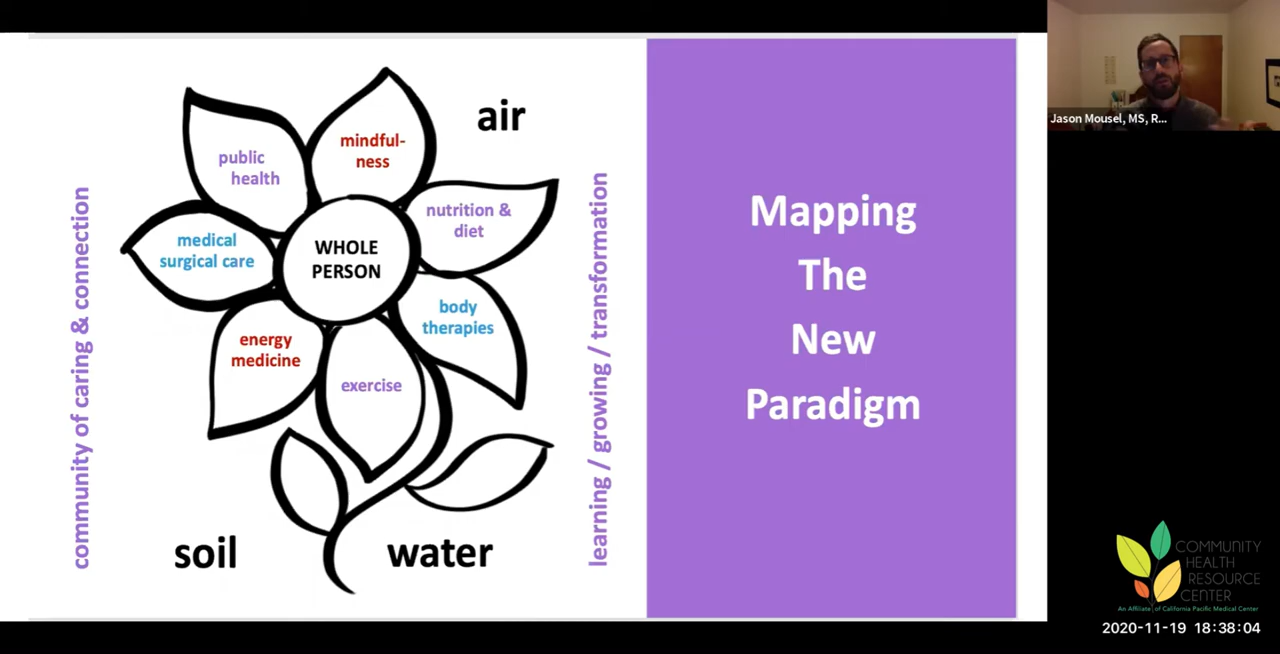 air
mindful-
ness
public
health
nutrition &
diet
medical
surgical care
WHOLE
PERSON
body
therapies
energy
medicine
exercise
community of caring & connection
learning / growing / transformation
soil
water
Mapping
The
New
Paradigm
Jason Mousel, MS, R...
COMMUNITY
HEALTH
RESOURCE
CENTER
An Affiliate of California Pacific Medical Center
2020-11-19 18:38:04